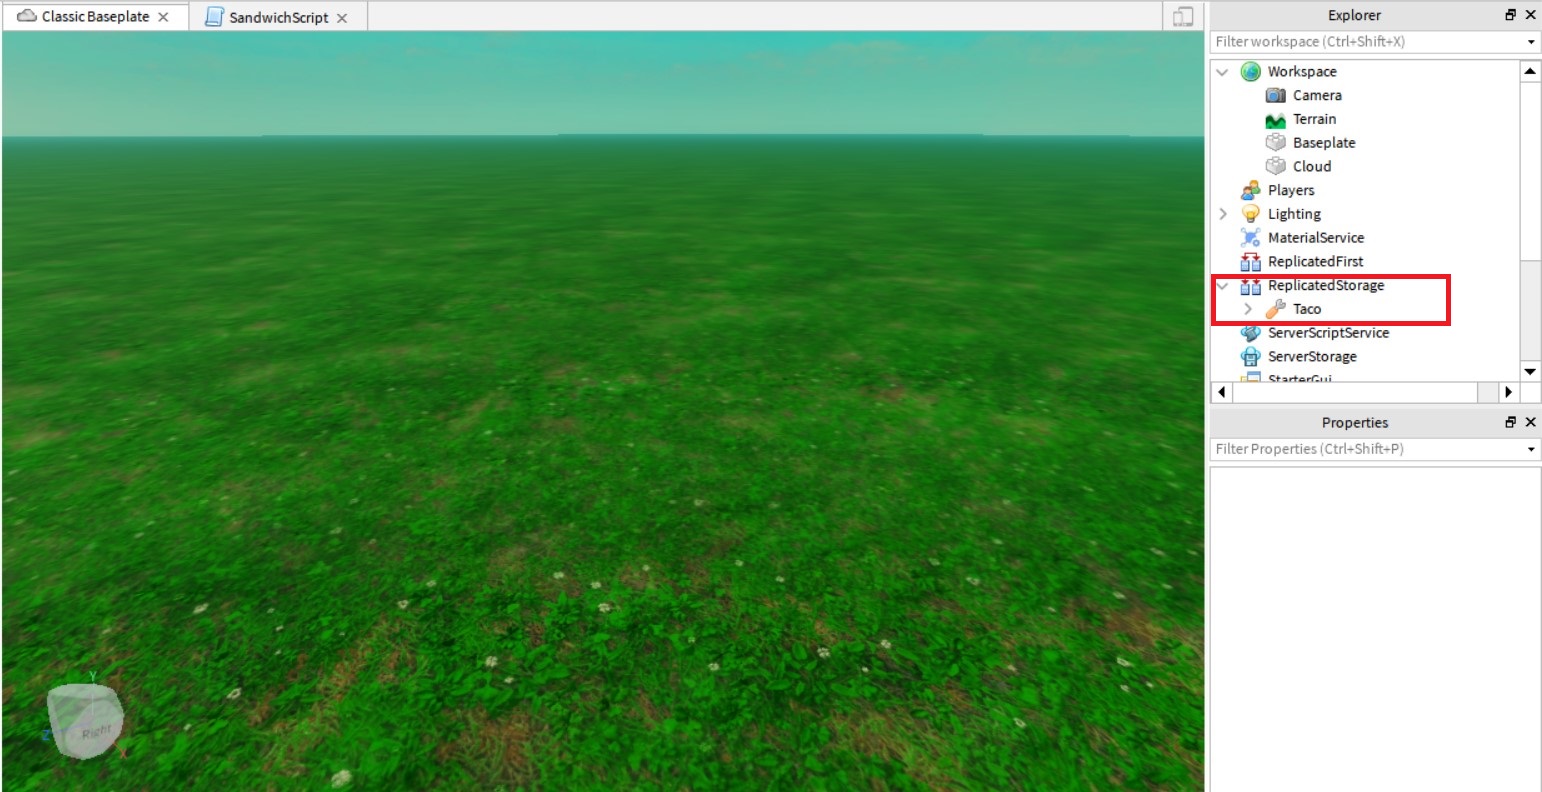 Classic Baseplate
SandwichScript
Explorer
Filter workspace (Ctrl+Shift+X)
Workspace
Camera
Terrain
Baseplate
Cloud
Players
Lighting
MaterialService
ReplicatedFirst
ReplicatedStorage
Taco
ServerScriptService
ServerStorage
StarterGui
Properties
Filter Properties (Ctrl+Shift+P)
Y
Z
Right
X